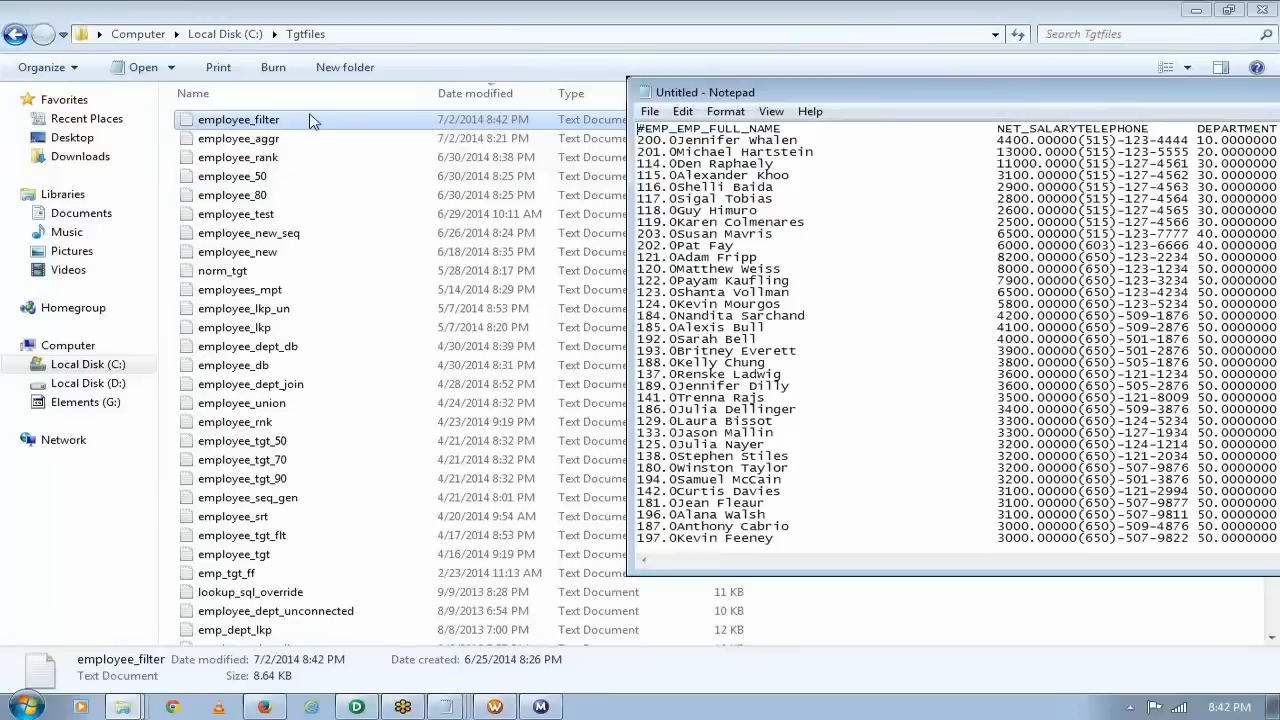 Computer Local Disk (C:) Tgtfiles Search Tgtfiles
Organize Open Print Burn New folder
Favorites
Recent Places
Desktop
Downloads
Libraries
Documents
Music
Pictures
Videos
Homegroup
Computer
Local Disk (C:)
Local Disk (D:)
Elements (G:)
Network
Name Date modified Type
employee_filter 7/2/2014 8:42 PM Text Docume
employee_aggr 7/2/2014 8:21 PM Text Docume
employee_rank 6/30/2014 8:38 PM Text Docume
employee_50 6/30/2014 8:25 PM Text Docume
employee_80 6/30/2014 8:25 PM Text Docume
employee_test 6/29/2014 10:11 AM Text Docume
employee_new_seq 6/26/2014 8:24 PM Text Docume
employee_new 6/18/2014 8:35 PM Text Docume
norm_tgt 5/28/2014 8:17 PM Text Docume
employees_mpt 5/14/2014 8:29 PM Text Docume
employee_lkp_un 5/7/2014 8:53 PM Text Docume
employee_lkp 5/7/2014 8:20 PM Text Docume
employee_dept_db 4/30/2014 8:39 PM Text Docume
employee_db 4/30/2014 8:31 PM Text Docume
employee_dept_join 4/28/2014 8:52 PM Text Docume
employee_union 4/24/2014 8:32 PM Text Docume
employee_rnk 4/23/2014 9:19 PM Text Docume
employee_tgt_50 4/21/2014 8:32 PM Text Docume
employee_tgt_70 4/21/2014 8:32 PM Text Docume
employee_tgt_90 4/21/2014 8:32 PM Text Docume
employee_seq_gen 4/21/2014 8:01 PM Text Docume
employee_srt 4/20/2014 9:54 AM Text Docume
employee_tgt_flt 4/17/2014 8:53 PM Text Docume
employee_tgt 4/16/2014 9:19 PM Text Docume
emp_tgt_ff 2/23/2014 11:13 AM Text Docume
lookup_sql_override 9/9/2013 8:28 PM Text Document 11 KB
employee_dept_unconnected 8/9/2013 6:54 PM Text Document 10 KB
emp_dept_lkp 8/8/2013 7:00 PM Text Document 12 KB
Untitled - Notepad
File Edit Format View Help
#EMP_EMP_FULL_NAME NET_SALARYTELEPHONE DEPARTMENT
200.0Jennifer Whalen 4400.00000(515)-123-4444 10.0000000
201.0Michael Hartstein 13000.0000(515)-123-5555 20.0000000
114.0Den Raphaely 11000.0000(515)-127-4561 30.0000000
115.0Alexander Khoo 3100.00000(515)-127-4562 30.0000000
116.0Shelli Baida 2900.00000(515)-127-4563 30.0000000
117.0Sigal Tobias 2800.00000(515)-127-4564 30.0000000
118.0Guy Himuro 2600.00000(515)-127-4565 30.0000000
119.0Karen Colmenares 2500.00000(515)-127-4566 30.0000000
203.0Susan Mavris 6500.00000(515)-123-7777 40.0000000
202.0Pat Fay 6000.00000(603)-123-6666 40.0000000
121.0Adam Fripp 8200.00000(650)-123-2234 50.0000000
120.0Matthew Weiss 8000.00000(650)-123-1234 50.0000000
122.0Payam Kaufling 7900.00000(650)-123-3234 50.0000000
123.0Shanta Vollman 6500.00000(650)-123-4234 50.0000000
124.0Kevin Mourgos 5800.00000(650)-123-5234 50.0000000
184.0Nandita Sarchand 4200.00000(650)-509-1876 50.0000000
185.0Alexis Bull 4100.00000(650)-509-2876 50.0000000
192.0Sarah Bell 4000.00000(650)-501-1876 50.0000000
193.0Britney Everett 3900.00000(650)-501-2876 50.0000000
188.0Kelly Chung 3800.00000(650)-505-1876 50.0000000
137.0Renske Ladwig 3600.00000(650)-121-1234 50.0000000
189.0Jennifer Dilly 3600.00000(650)-505-2876 50.0000000
141.0Trenna Rajs 3500.00000(650)-121-8009 50.0000000
186.0Julia Dellinger 3400.00000(650)-509-3876 50.0000000
129.0Laura Bissot 3300.00000(650)-124-5234 50.0000000
133.0Jason Mallin 3300.00000(650)-127-1934 50.0000000
125.0Julia Nayer 3200.00000(650)-124-1214 50.0000000
138.0Stephen Stiles 3200.00000(650)-121-2034 50.0000000
180.0Winston Taylor 3200.00000(650)-507-9876 50.0000000
194.0Samuel McCain 3200.00000(650)-501-3876 50.0000000
142.0Curtis Davies 3100.00000(650)-121-2994 50.0000000
181.0Jean Fleaur 3100.00000(650)-507-9877 50.0000000
196.0Alana Walsh 3100.00000(650)-507-9811 50.0000000
187.0Anthony Cabrio 3000.00000(650)-509-4876 50.0000000
197.0Kevin Feeney 3000.00000(650)-507-9822 50.0000000
employee_filter Date modified: 7/2/2014 8:42 PM Date created: 6/25/2014 8:26 PM
Text Document Size: 8.64 KB
8:42 PM